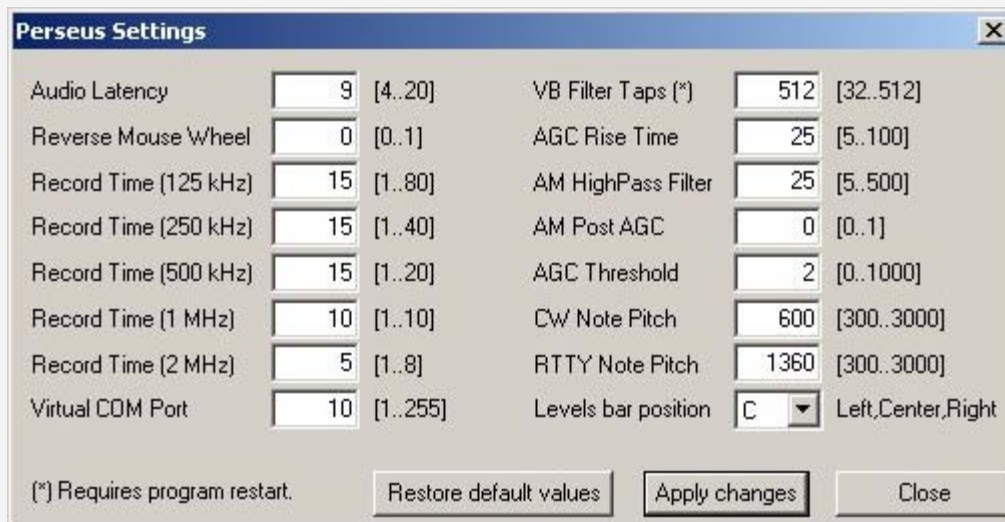 Perseus Settings
Audio Latency 9 [4..20]
Reverse Mouse Wheel 0 [0..1]
Record Time (125 kHz) 15 [1..80]
Record Time (250 kHz) 15 [1..40]
Record Time (500 kHz) 15 [1..20]
Record Time (1 MHz) 10 [1..10]
Record Time (2 MHz) 5 [1..8]
Virtual COM Port 10 [1..255]
VB Filter Taps (*) 512 [32..512]
AGC Rise Time 25 [5..100]
AM HighPass Filter 25 [5..500]
AM Post AGC 0 [0..1]
AGC Threshold 2 [0..1000]
CW Note Pitch 600 [300..3000]
RTTY Note Pitch 1360 [300..3000]
Levels bar position C Left,Center,Right
(*) Requires program restart.
Restore default values
Apply changes
Close